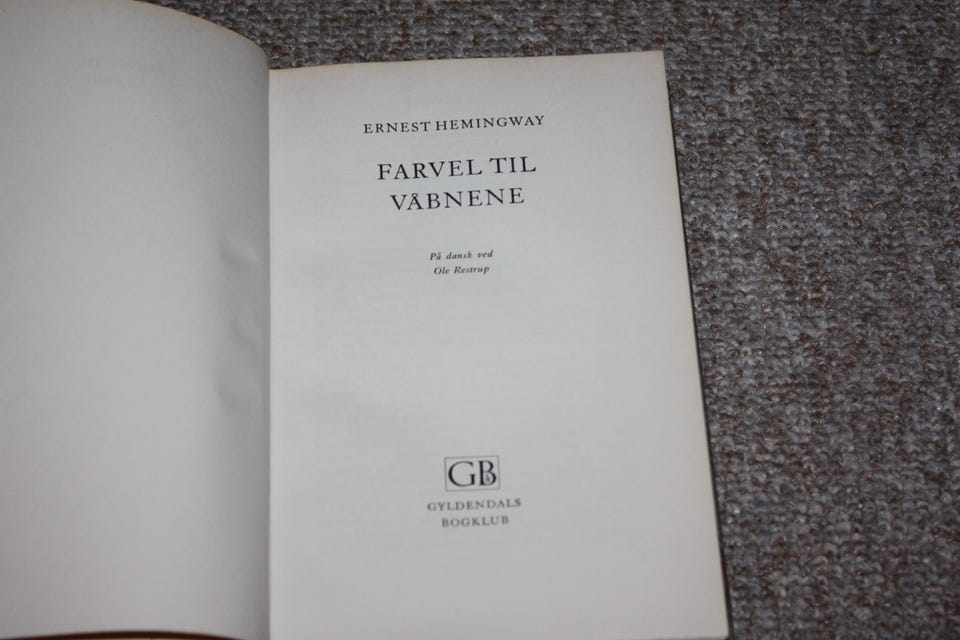 ERNEST HEMINGWAY
FARVEL TIL
VÅBNENE
På dansk ved
Ole Restrup
GB
GYLDENDALS
BOGKLUB